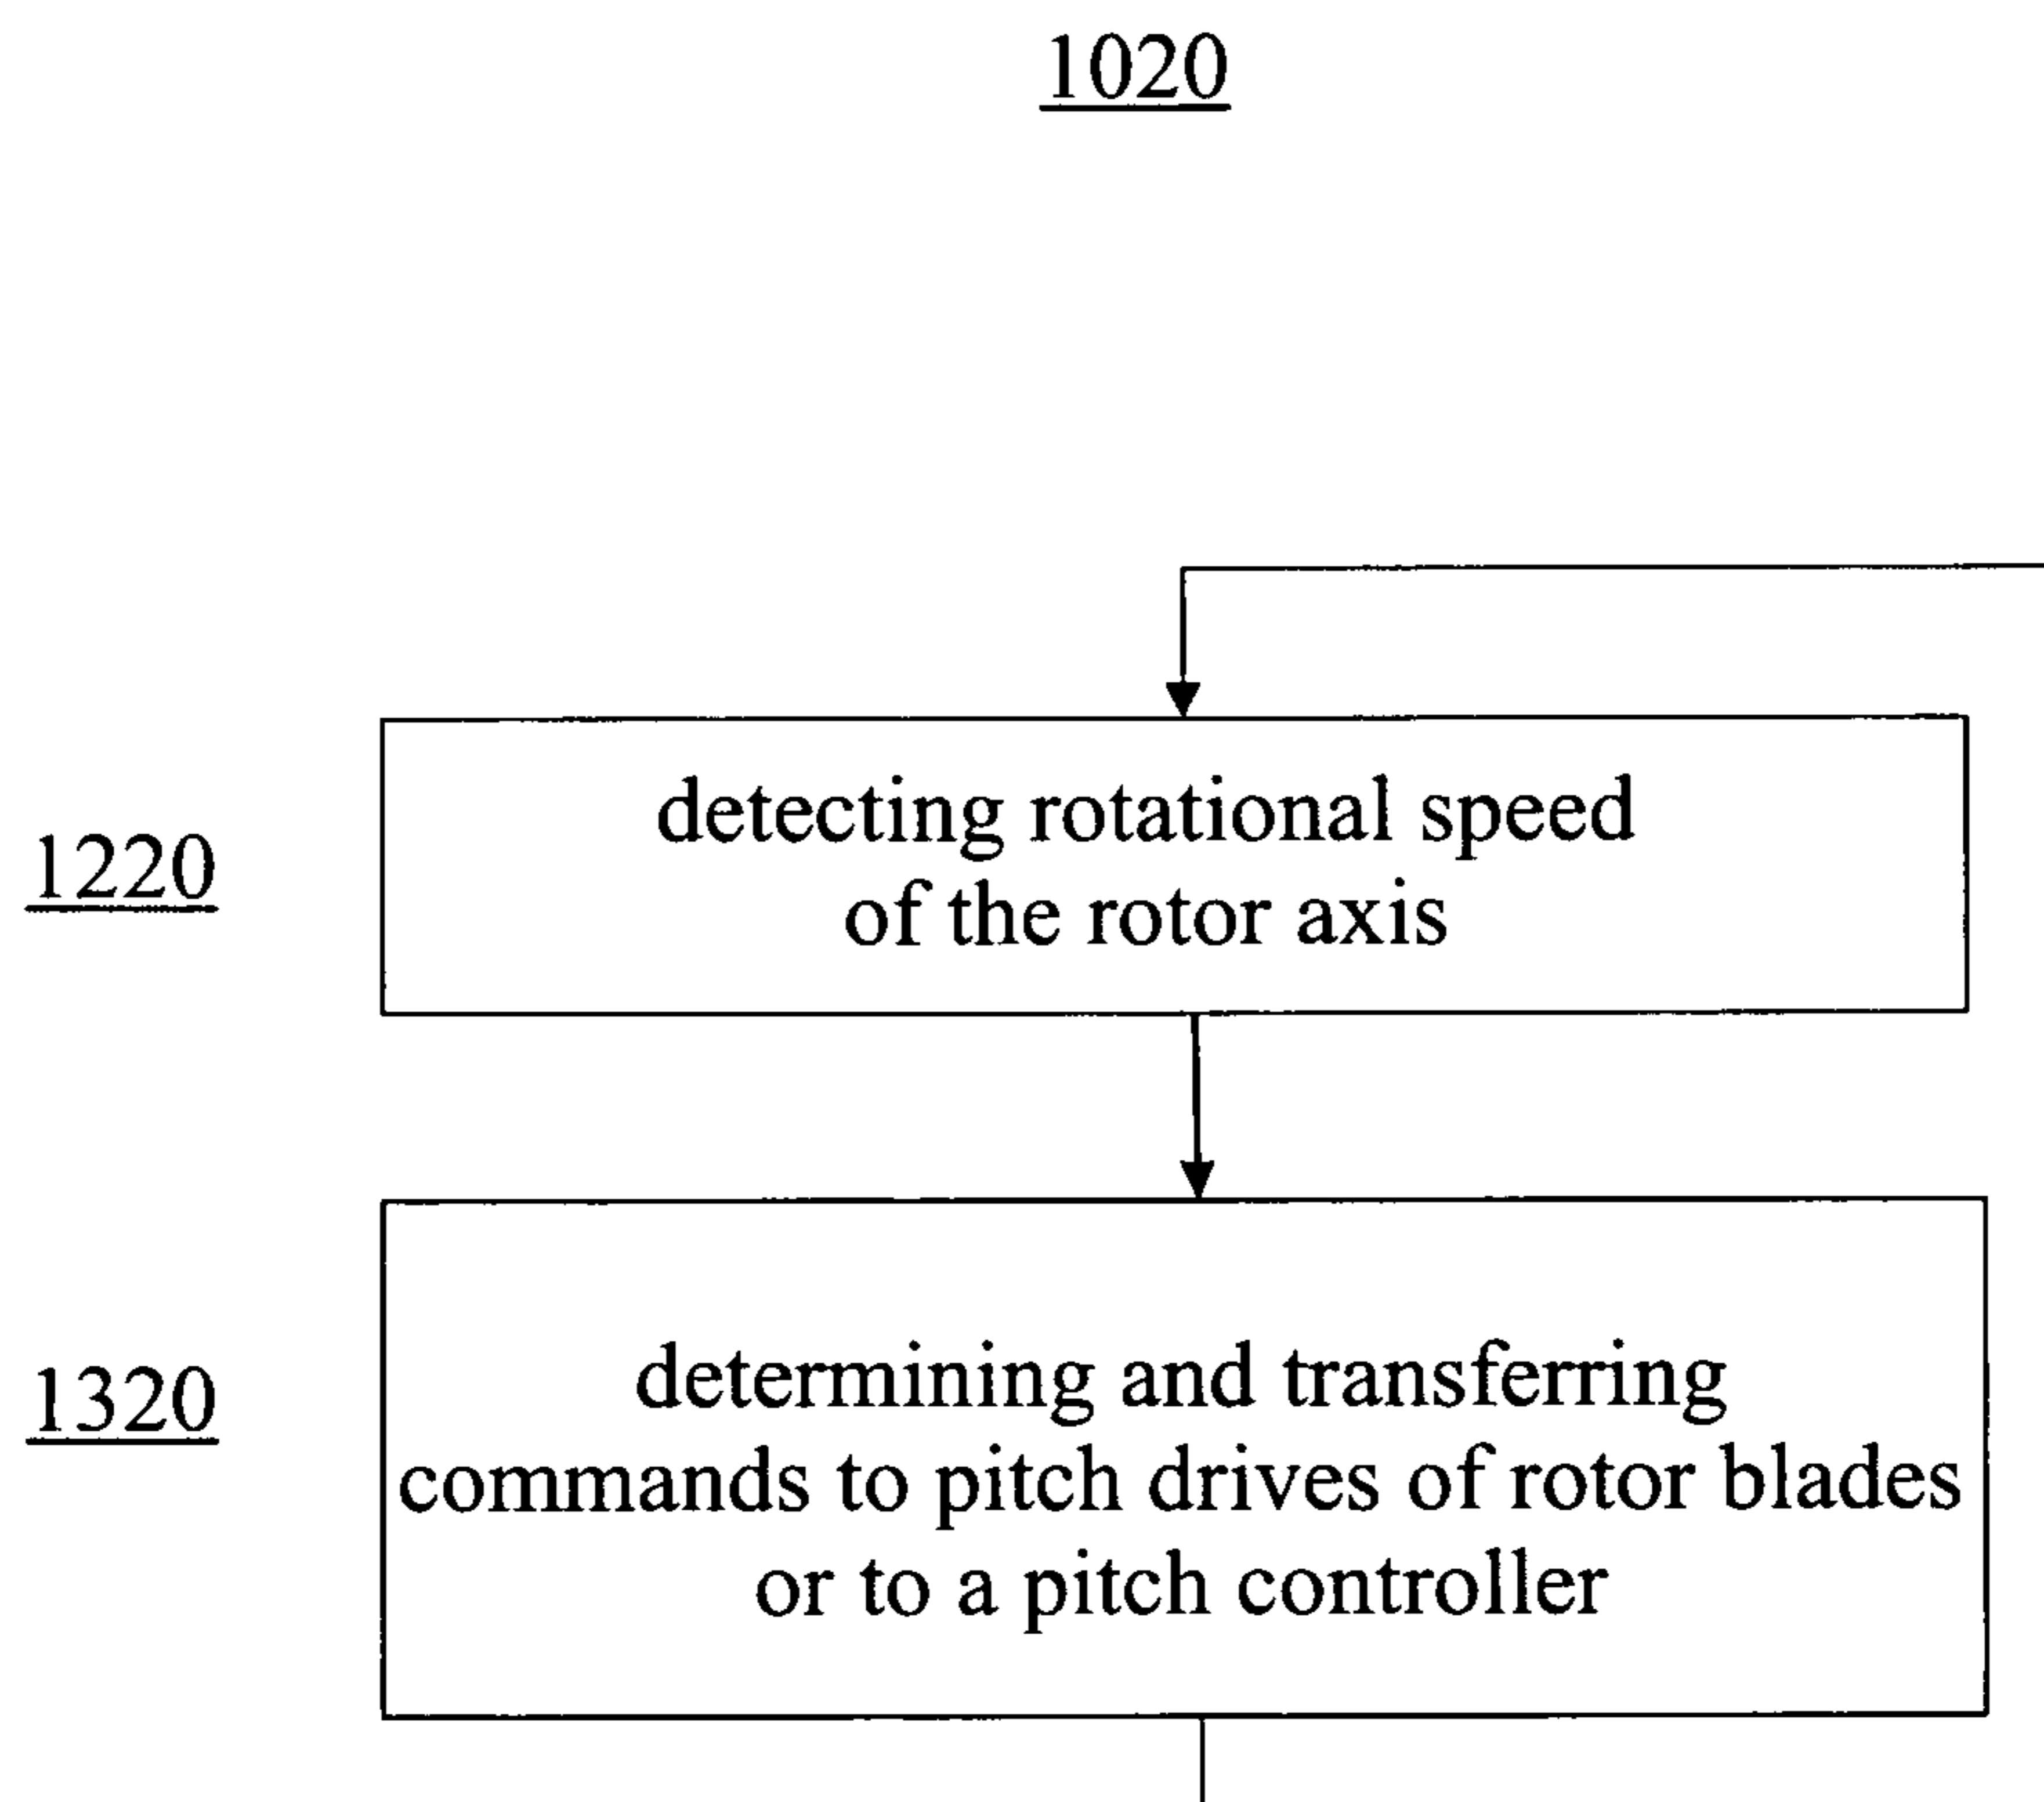 1020
1220
detecting rotational speed
of the rotor axis
1320
determining and transferring
commands to pitch drives of rotor blades
or to a pitch controller